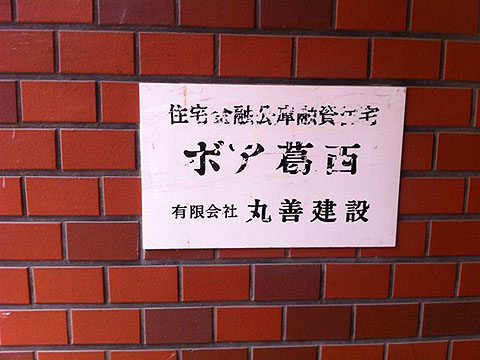 住宅金融公庫融資住宅
ボア葛西
有限会社 丸善建設